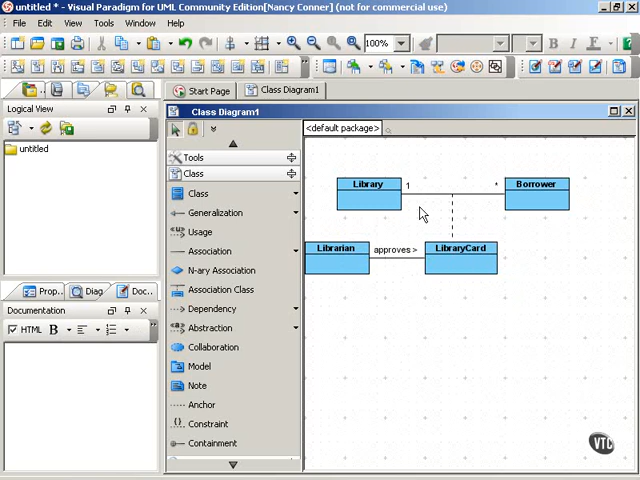 untitled * - Visual Paradigm for UML Community Edition[Nancy Conner] (not for commercial use)
File Edit View Tools Window Help
100%
B I
Start Page Class Diagram1
Logical View
Class Diagram1
<default package>
untitled
Tools
Class
Class
Generalization
Usage
Association
N-ary Association
Association Class
Dependency
Abstraction
Collaboration
Model
Note
Anchor
Constraint
Containment
Library 1 * Borrower
Librarian approves > LibraryCard
Prop... Diag Doc...
Documentation
HTML B
VTC